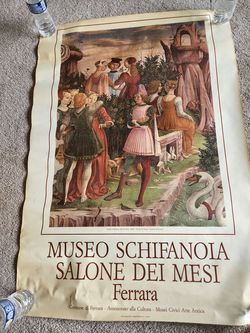 MUSEO SCHIFANOIA
SALONE DEI MESI
Ferrara
Comune di Ferrara - Assessorato alla Cultura - Musei Civici Arte Antica